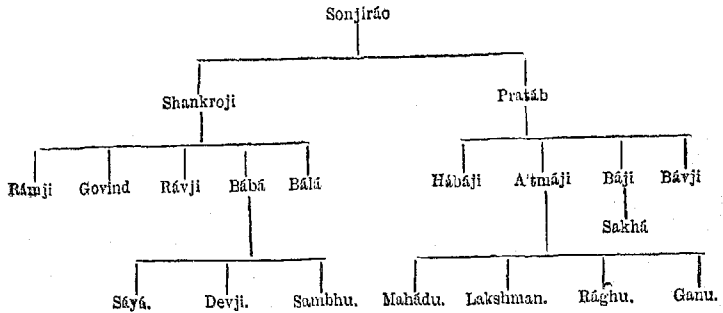 Sonjiráo
Shankroji Pratáb
Rámji Govind Rávji Bábá Bálá Hábáji A'tmáji Báji Bávji
Sakhá
Sáyá. Devji. Sambhu. Mahádu. Lakshman. Rághu. Ganu.